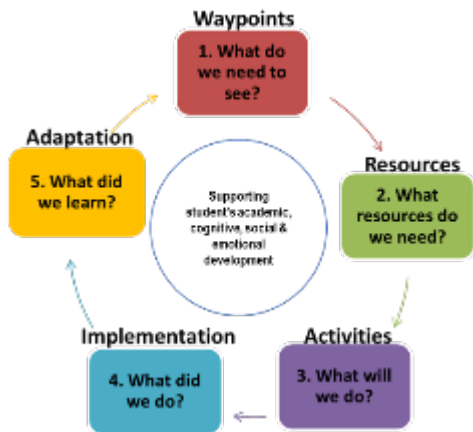 Waypoints
1. What do
we need to
see?
Resources
2. What
resources do
we need?
Activities
3. What will
we do?
Implementation
4. What did
we do?
Adaptation
5. What did
we learn?
Supporting
student's academic,
cognitive, social &
emotional
development